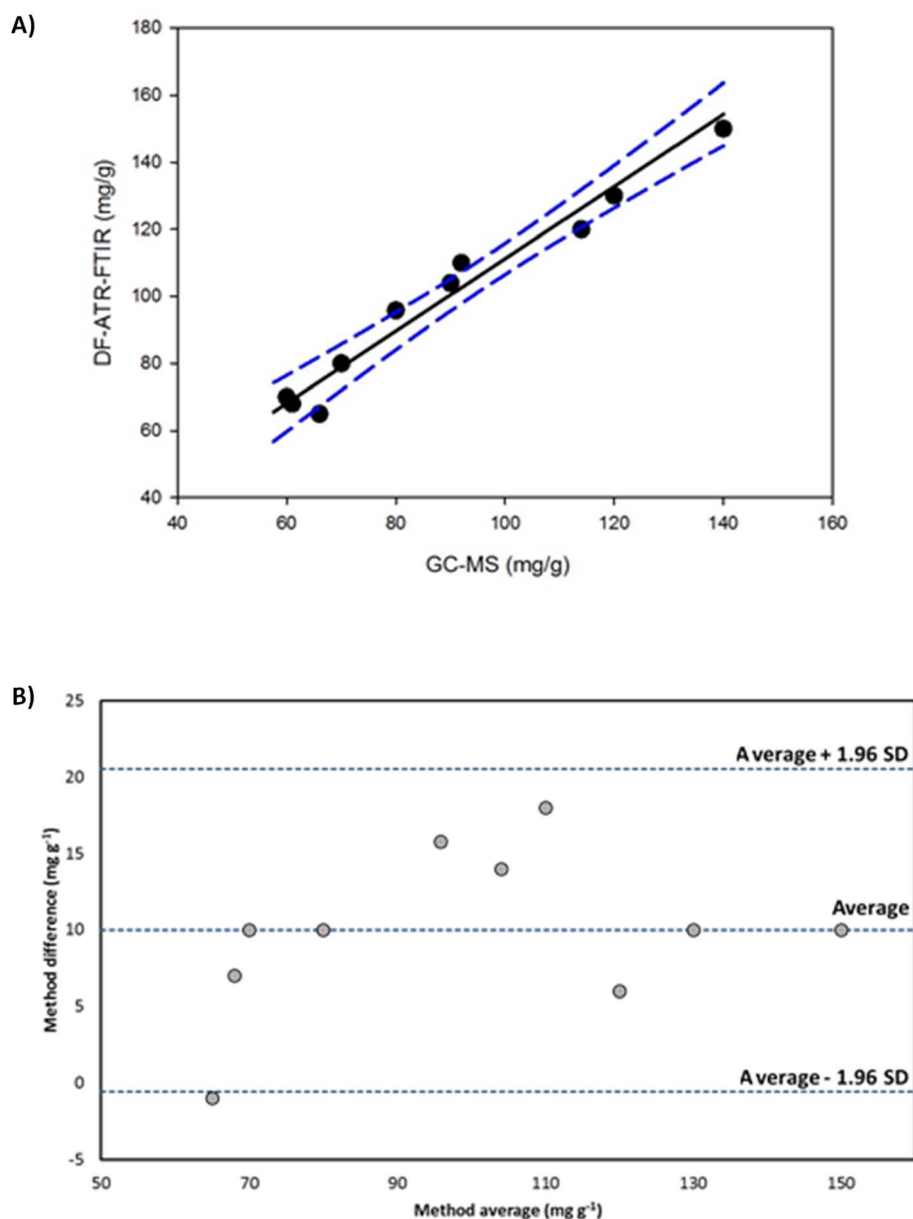 A)
180
160
140
120
100
80
60
40
DF-ATR-FTIR (mg/g)
40 60 80 100 120 140 160
GC-MS (mg/g)
B)
25
20
15
10
5
0
-5
Method difference (mg g⁻¹)
Average + 1.96 SD
Average
Average - 1.96 SD
50 70 90 110 130 150
Method average (mg g⁻¹)